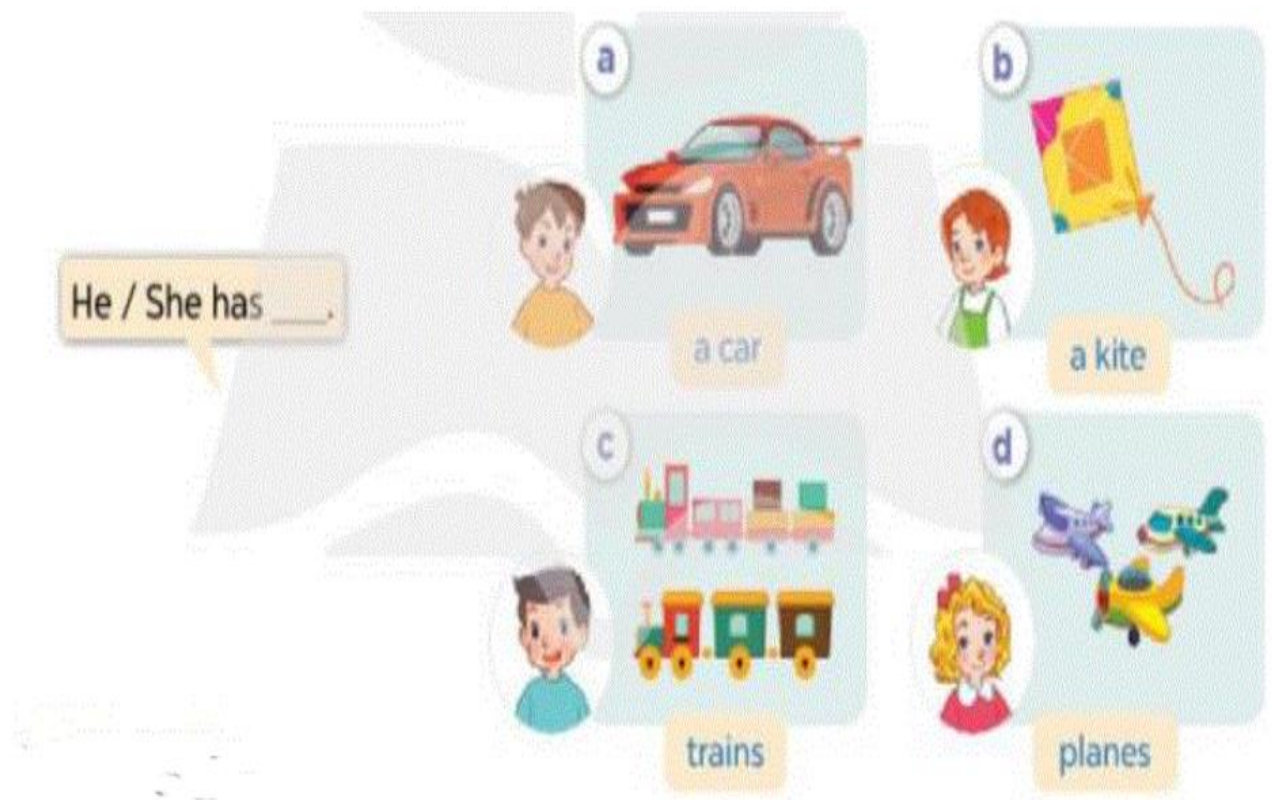 He / She has ___.
a
a car
b
a kite
c
trains
d
planes